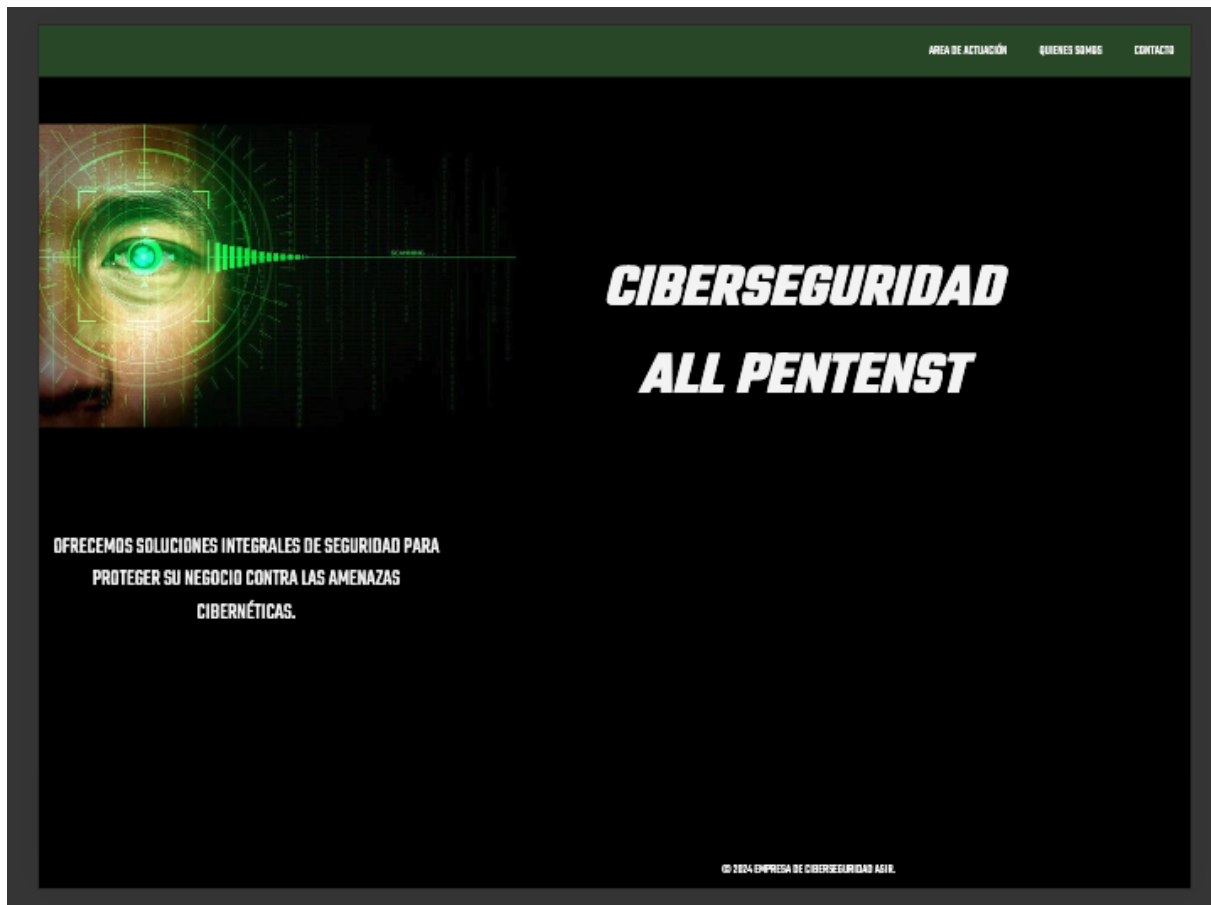 AREA DE ACTUACIÓN QUIENES SOMOS CONTACTO
SCANNING
CIBERSEGURIDAD
ALL PENTENST
OFRECEMOS SOLUCIONES INTEGRALES DE SEGURIDAD PARA
PROTEGER SU NEGOCIO CONTRA LAS AMENAZAS
CIBERNÉTICAS.
© 2024 EMPRESA DE CIBERSEGURIDAD ASIR.